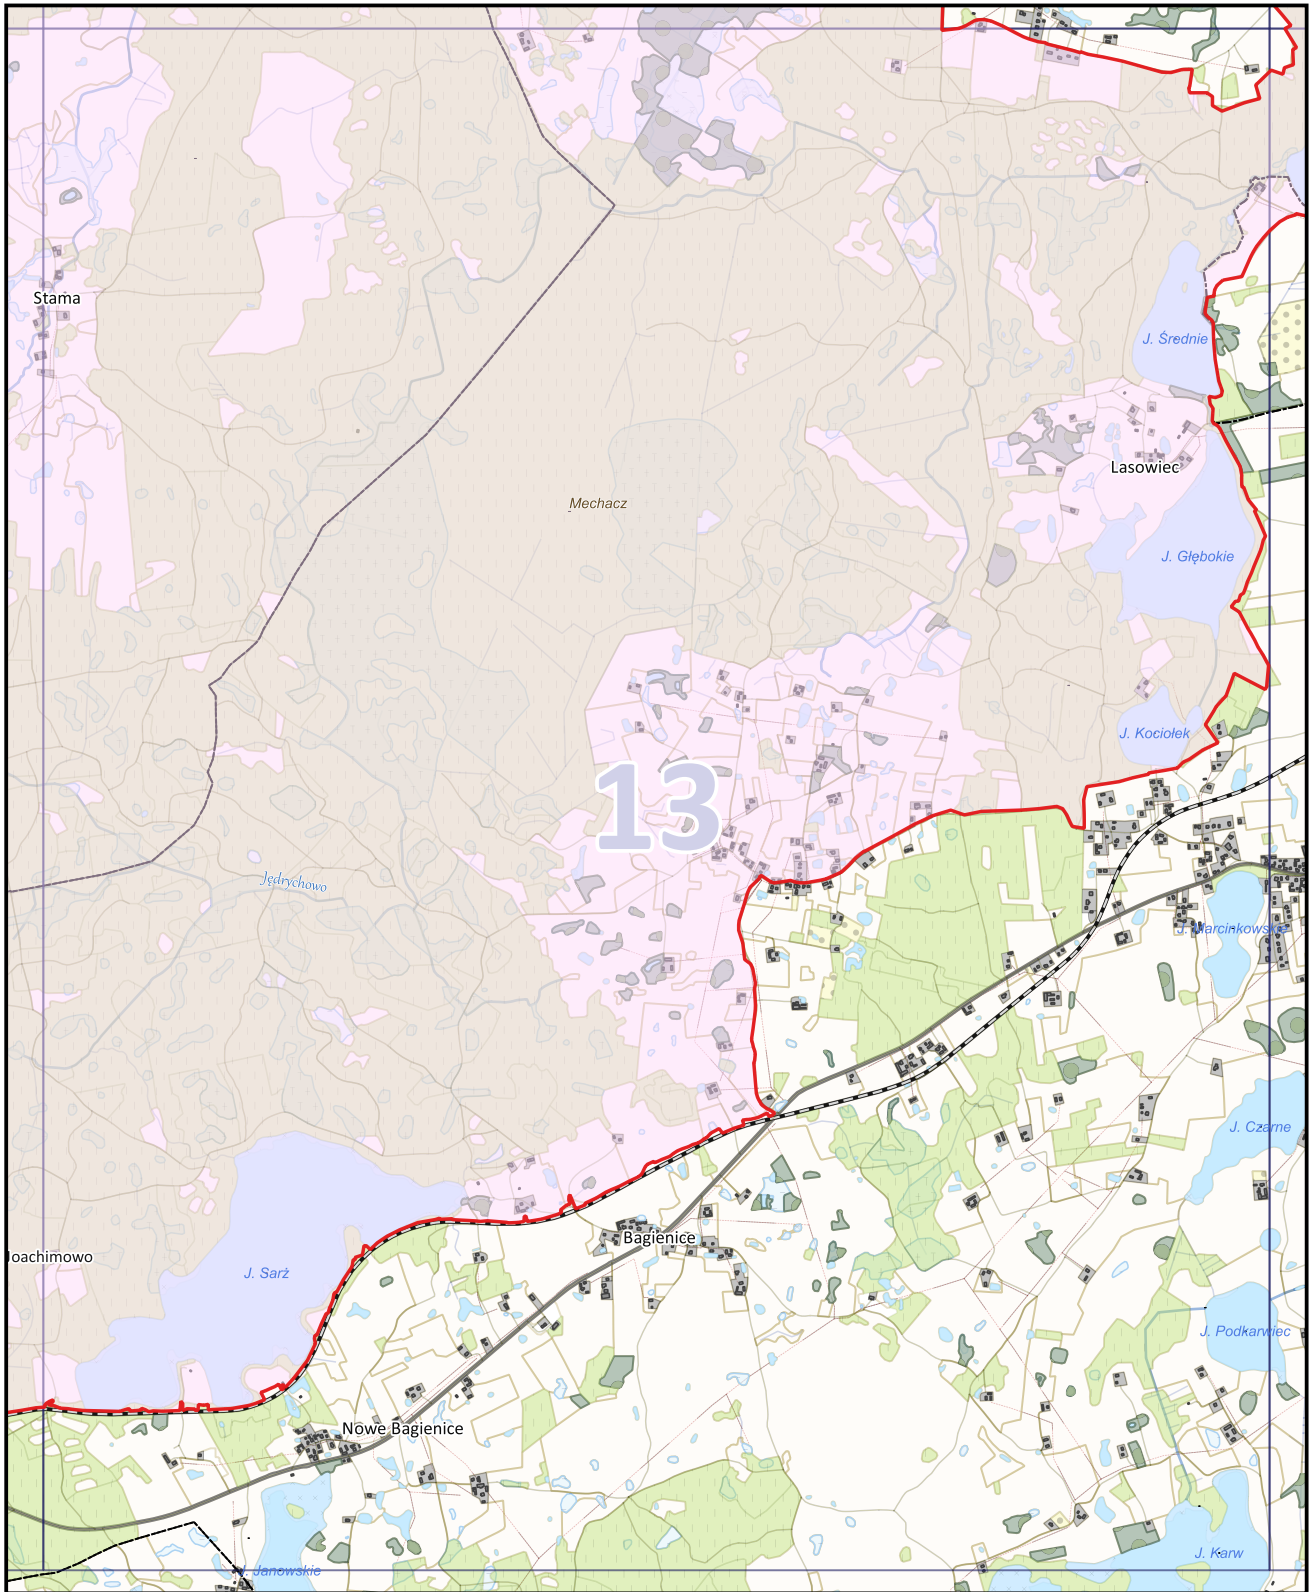 Stama
J. Średnie
Lasowiec
Mechacz
J. Głębokie
J. Kociołek
13
Jędrychowo
J. Marcinkowskie
J. Czarne
Bagienice
Joachimowo
J. Sarż
J. Podkarwiec
Nowe Bagienice
J. Karw
J. Janowskie